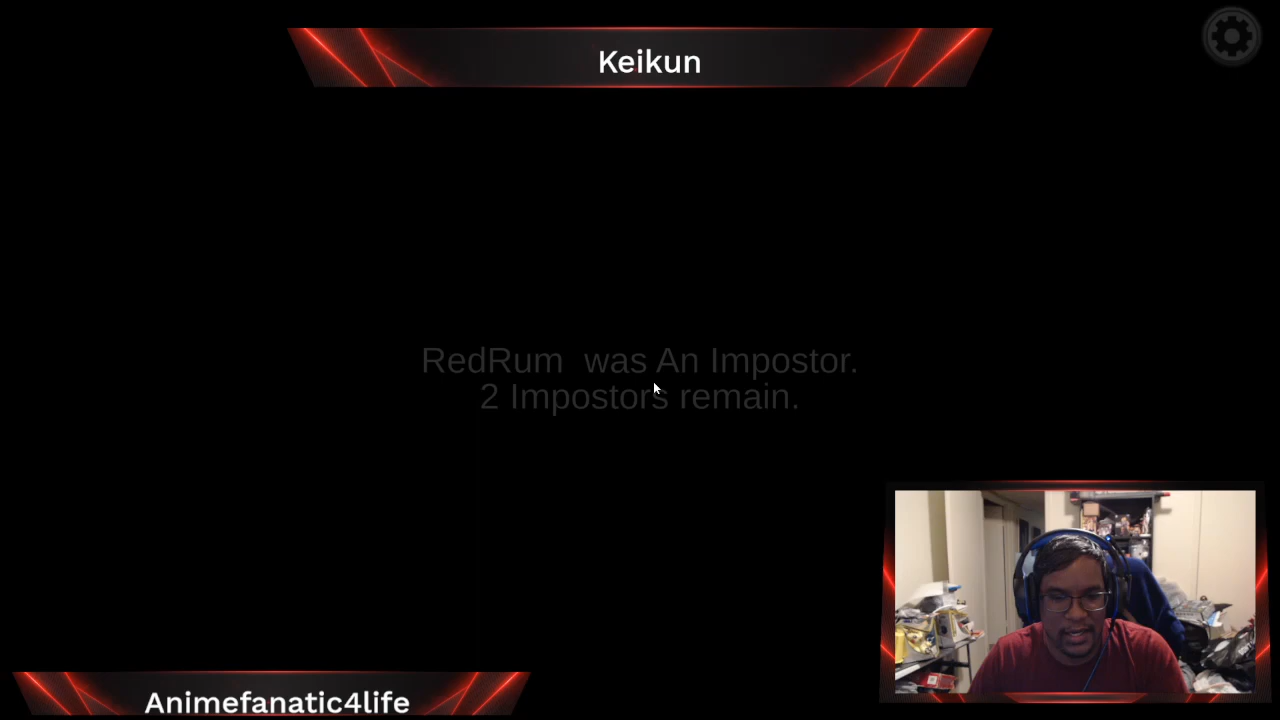 Keikun
RedRum  was An Impostor.
2 Impostors remain.
Animefanatic4life